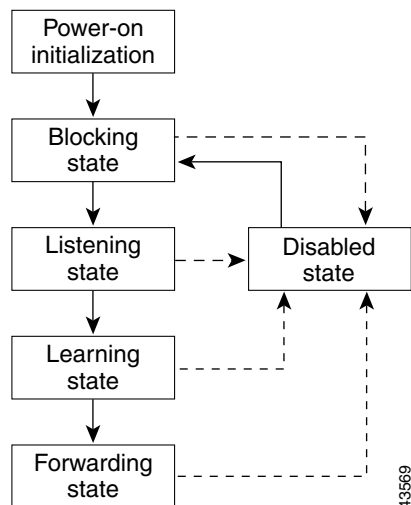 Power-on
initialization
Blocking
state
Listening
state
Disabled
state
Learning
state
Forwarding
state
43569